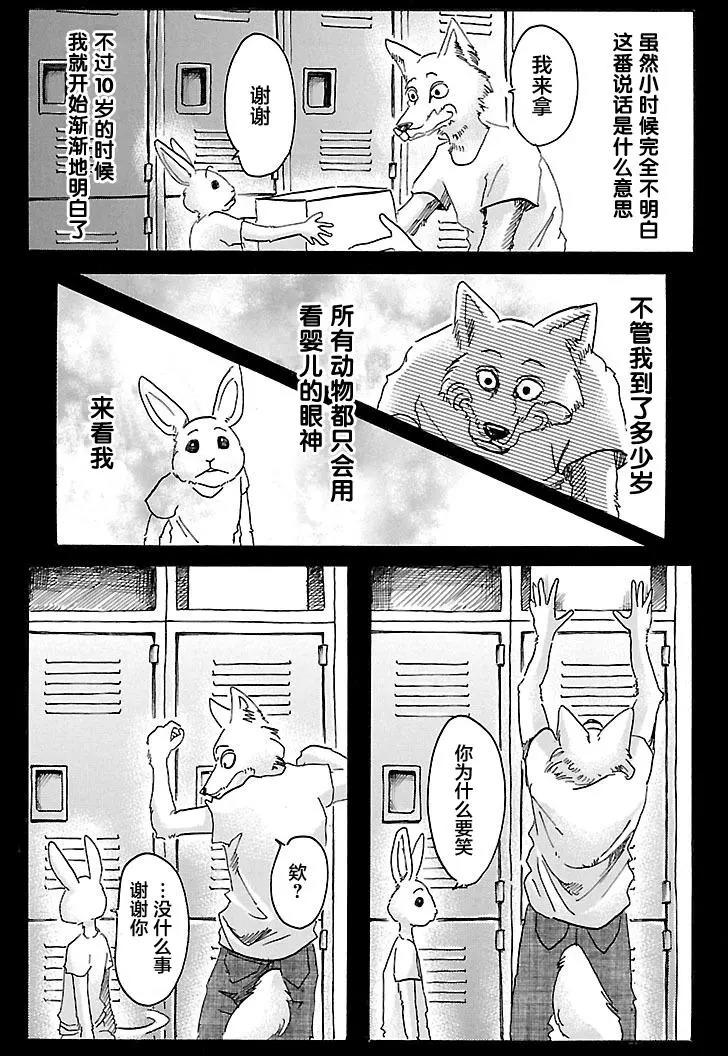 虽然小时候完全不明白
这番说话是什么意思
我来拿
谢谢
不过10岁的时候
我就开始渐渐地明白了
不管我到了多少岁
所有动物都只会用
看婴儿的眼神
来看我
你为什么要笑
欸?
…没什么事
谢谢你